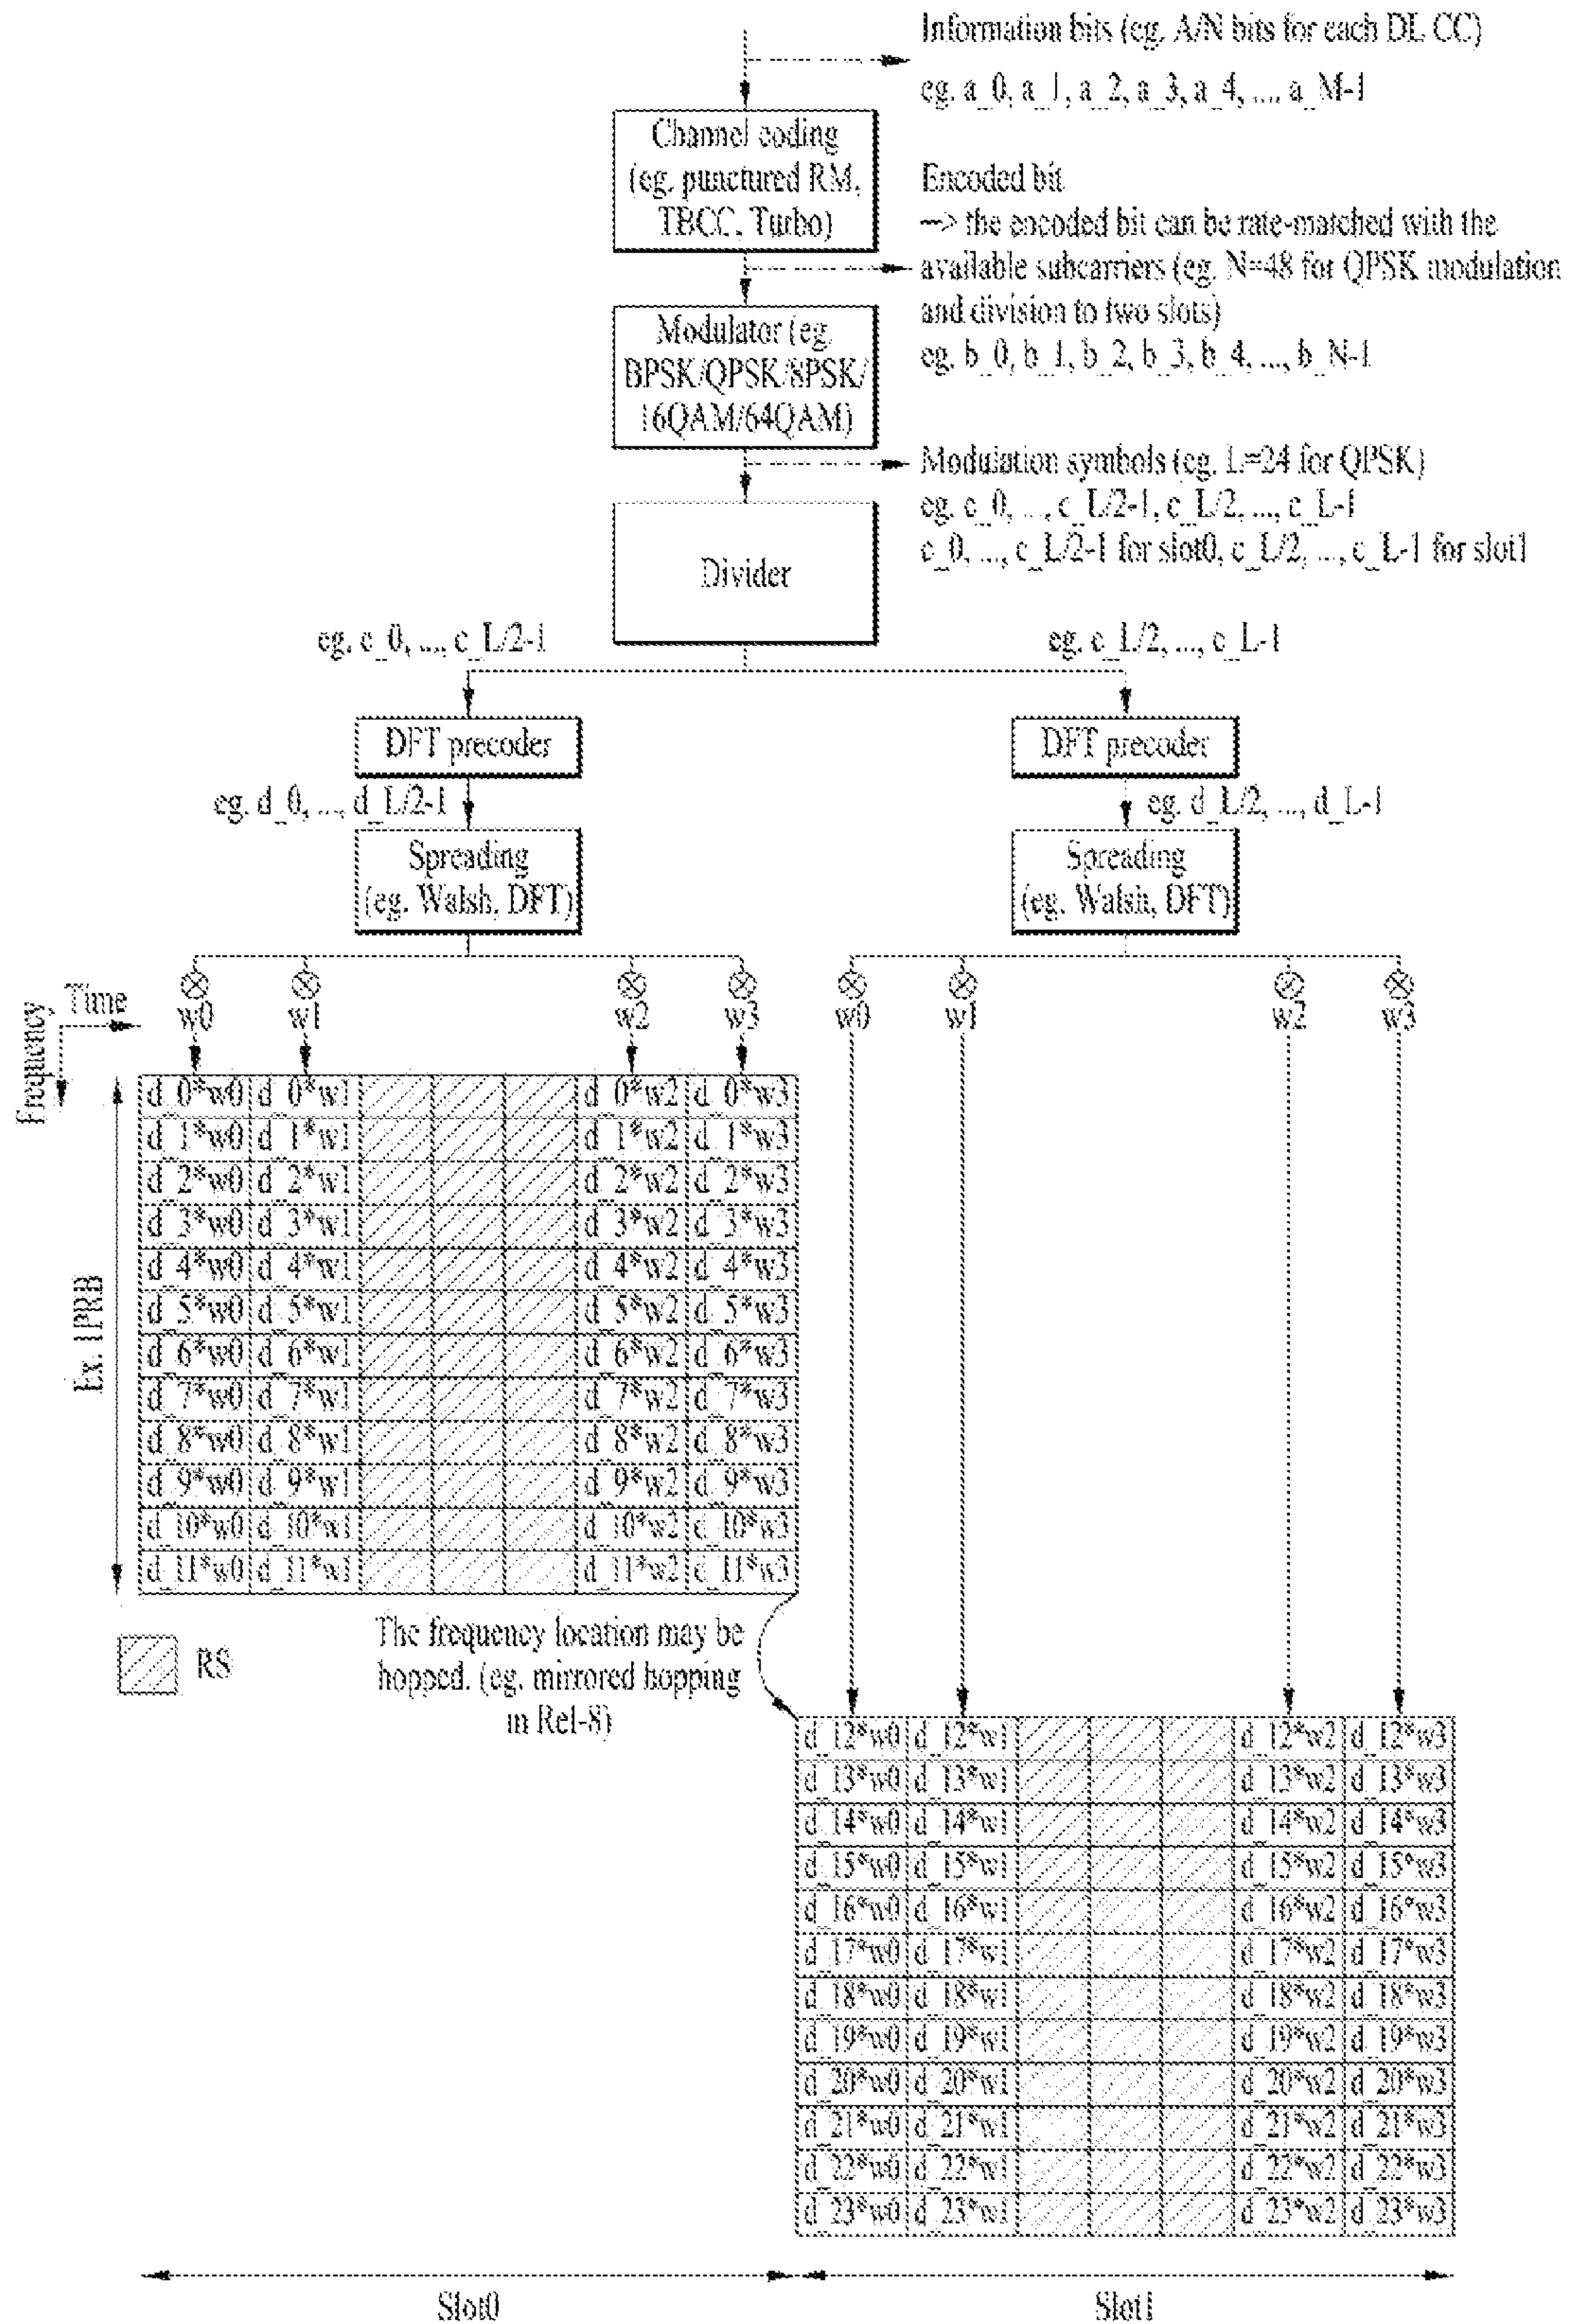 Information bits (eg. A/N bits for each DL CC)
eg. a_0, a_1, a_2, a_3, a_4, ..., a_M-1
Channel coding
(eg. punctured RM,
TBCC, Turbo)
Encoded bit
--> the encoded bit can be rate-matched with the
available subcarriers (eg. N=48 for QPSK modulation
and division to two slots)
eg. b_0, b_1, b_2, b_3, b_4, ..., b_N-1
Modulator (eg.
BPSK/QPSK/8PSK/
16QAM/64QAM)
Modulation symbols (eg. L=24 for QPSK)
eg. c_0, ..., c_L/2-1, c_L/2, ..., c_L-1
c_0, ..., c_L/2-1 for slot0, c_L/2, ..., c_L-1 for slot1
Divider
eg. c_0, ..., c_L/2-1
eg. c_L/2, ..., c_L-1
DFT precoder
DFT precoder
eg. d_0, ..., d_L/2-1
eg. d_L/2, ..., d_L-1
Spreading
(eg. Walsh, DFT)
Spreading
(eg. Walsh, DFT)
Time
Frequency
w0 w1 w2 w3 w0 w1 w2 w3
d_0*w0 d_0*w1 d_0*w2 d_0*w3
d_1*w0 d_1*w1 d_1*w2 d_1*w3
d_2*w0 d_2*w1 d_2*w2 d_2*w3
d_3*w0 d_3*w1 d_3*w2 d_3*w3
d_4*w0 d_4*w1 d_4*w2 d_4*w3
d_5*w0 d_5*w1 d_5*w2 d_5*w3
d_6*w0 d_6*w1 d_6*w2 d_6*w3
d_7*w0 d_7*w1 d_7*w2 d_7*w3
d_8*w0 d_8*w1 d_8*w2 d_8*w3
d_9*w0 d_9*w1 d_9*w2 d_9*w3
d_10*w0 d_10*w1 d_10*w2 d_10*w3
d_11*w0 d_11*w1 d_11*w2 d_11*w3
Ex. 1PRB
RS
The frequency location may be
hopped. (eg. mirrored hopping
in Rel-8)
d_12*w0 d_12*w1 d_12*w2 d_12*w3
d_13*w0 d_13*w1 d_13*w2 d_13*w3
d_14*w0 d_14*w1 d_14*w2 d_14*w3
d_15*w0 d_15*w1 d_15*w2 d_15*w3
d_16*w0 d_16*w1 d_16*w2 d_16*w3
d_17*w0 d_17*w1 d_17*w2 d_17*w3
d_18*w0 d_18*w1 d_18*w2 d_18*w3
d_19*w0 d_19*w1 d_19*w2 d_19*w3
d_20*w0 d_20*w1 d_20*w2 d_20*w3
d_21*w0 d_21*w1 d_21*w2 d_21*w3
d_22*w0 d_22*w1 d_22*w2 d_22*w3
d_23*w0 d_23*w1 d_23*w2 d_23*w3
Slot0
Slot1